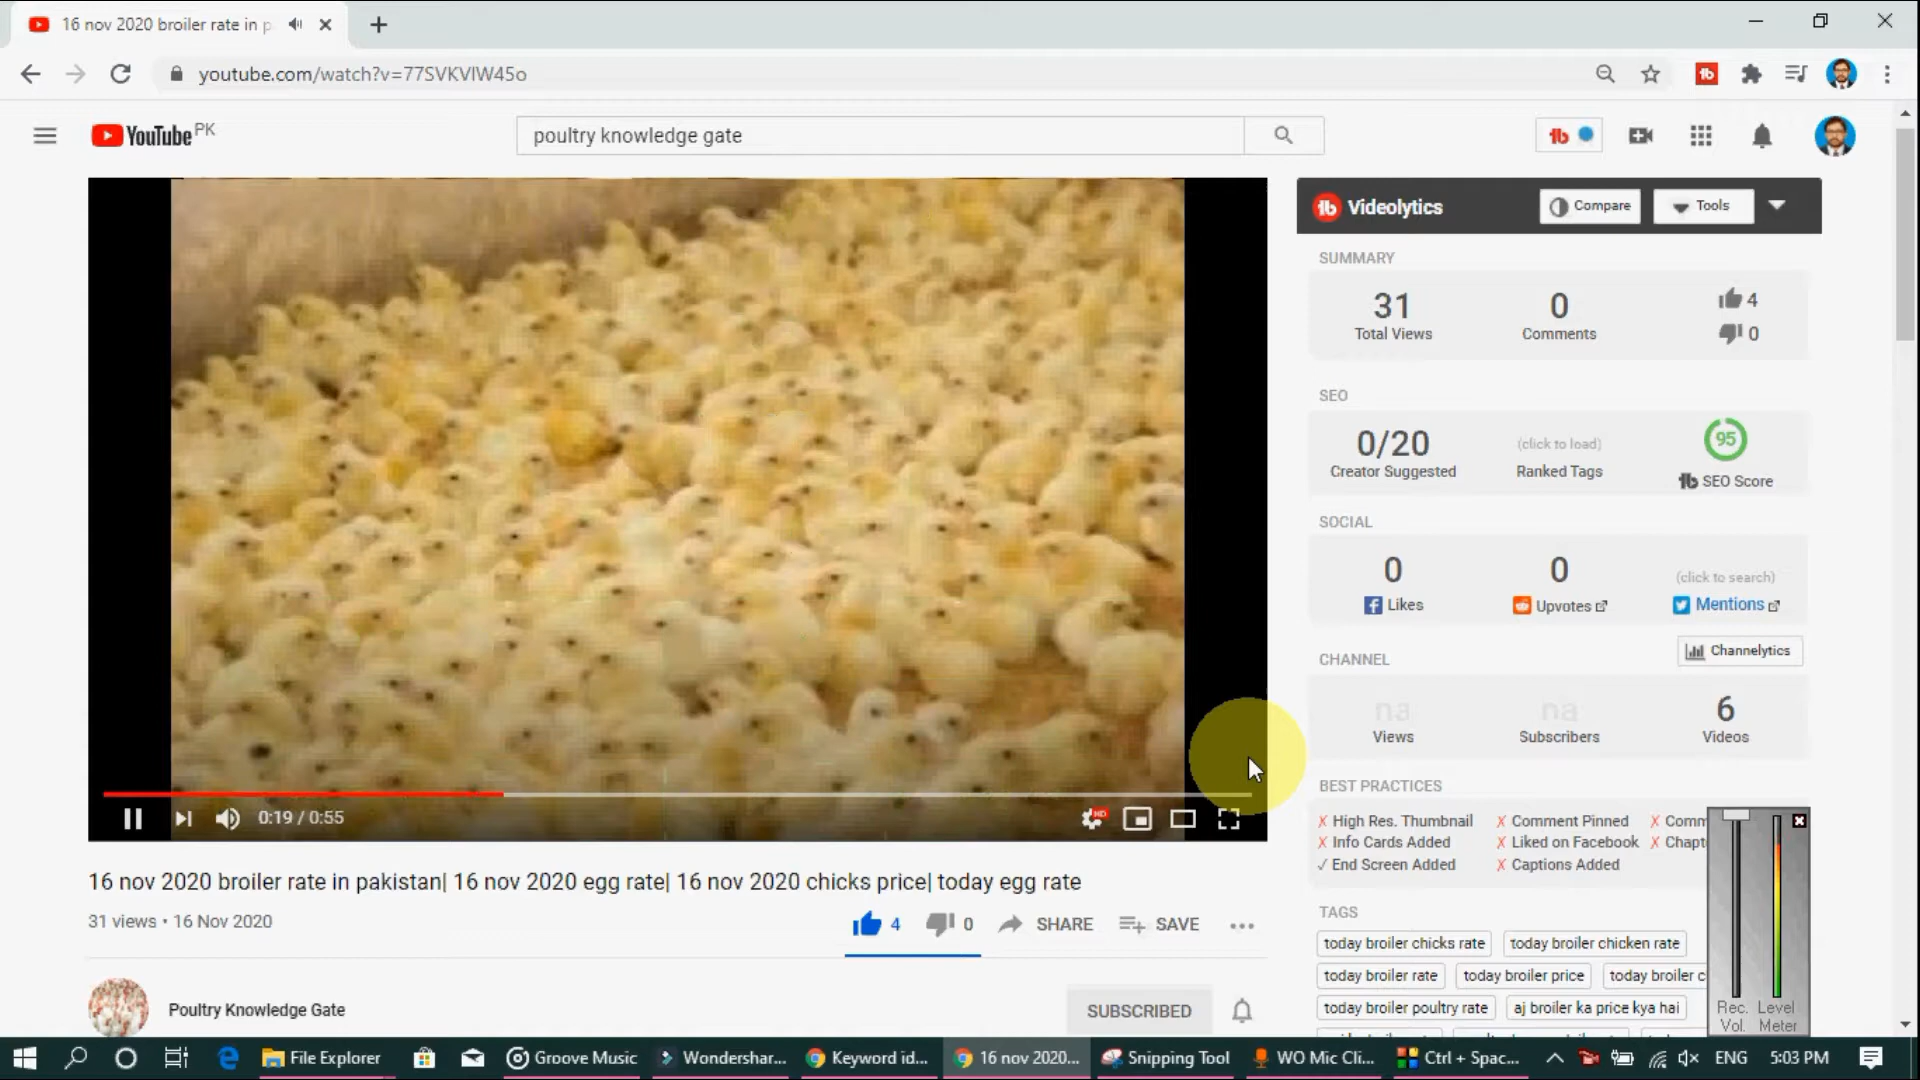 16 nov 2020 broiler rate in p
youtube.com/watch?v=77SVKVlW45o
YouTube PK
poultry knowledge gate
Videolytics
Compare
Tools
SUMMARY
31
Total Views
0
Comments
4
0
SEO
0/20
Creator Suggested
(click to load)
Ranked Tags
95
SEO Score
SOCIAL
0
Likes
0
Upvotes
(click to search)
Mentions
CHANNEL
Channelytics
na
Views
na
Subscribers
6
Videos
BEST PRACTICES
High Res. Thumbnail
Comment Pinned
Info Cards Added
Liked on Facebook
End Screen Added
Captions Added
TAGS
today broiler chicks rate
today broiler chicken rate
today broiler rate
today broiler price
today broiler c
today broiler poultry rate
aj broiler ka price kya hai
Rec. Vol.
Level Meter
0:19 / 0:55
HD
16 nov 2020 broiler rate in pakistan| 16 nov 2020 egg rate| 16 nov 2020 chicks price| today egg rate
31 views • 16 Nov 2020
4
0
SHARE
SAVE
Poultry Knowledge Gate
SUBSCRIBED
File Explorer
Groove Music
Wondershar...
Keyword id...
16 nov 2020...
Snipping Tool
WO Mic Cli...
Ctrl + Spac...
ENG
5:03 PM